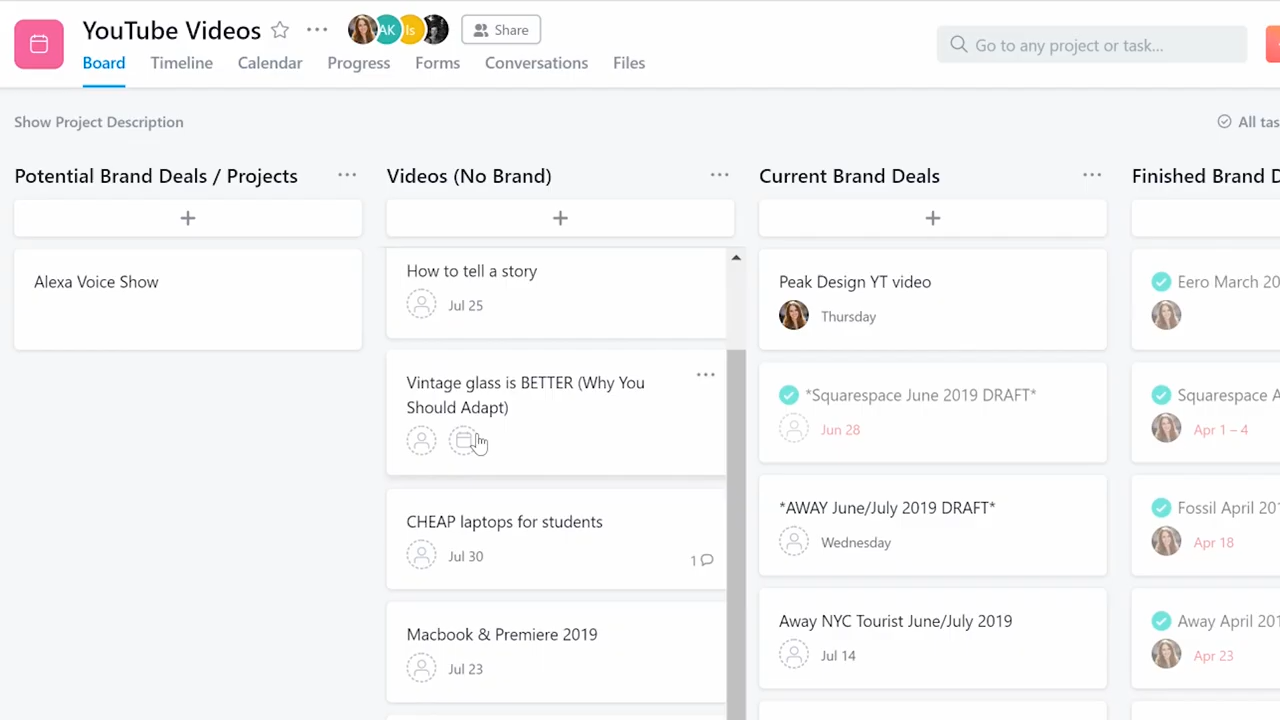 YouTube Videos
AK
ls
Share
Go to any project or task...
Board
Timeline
Calendar
Progress
Forms
Conversations
Files
Show Project Description
All tas
Potential Brand Deals / Projects
Alexa Voice Show
Videos (No Brand)
How to tell a story
Jul 25
Vintage glass is BETTER (Why You
Should Adapt)
CHEAP laptops for students
Jul 30
1
Macbook & Premiere 2019
Jul 23
Current Brand Deals
Peak Design YT video
Thursday
*Squarespace June 2019 DRAFT*
Jun 28
*AWAY June/July 2019 DRAFT*
Wednesday
Away NYC Tourist June/July 2019
Jul 14
Finished Brand D
Eero March 20
Squarespace A
Apr 1 – 4
Fossil April 201
Apr 18
Away April 201
Apr 23